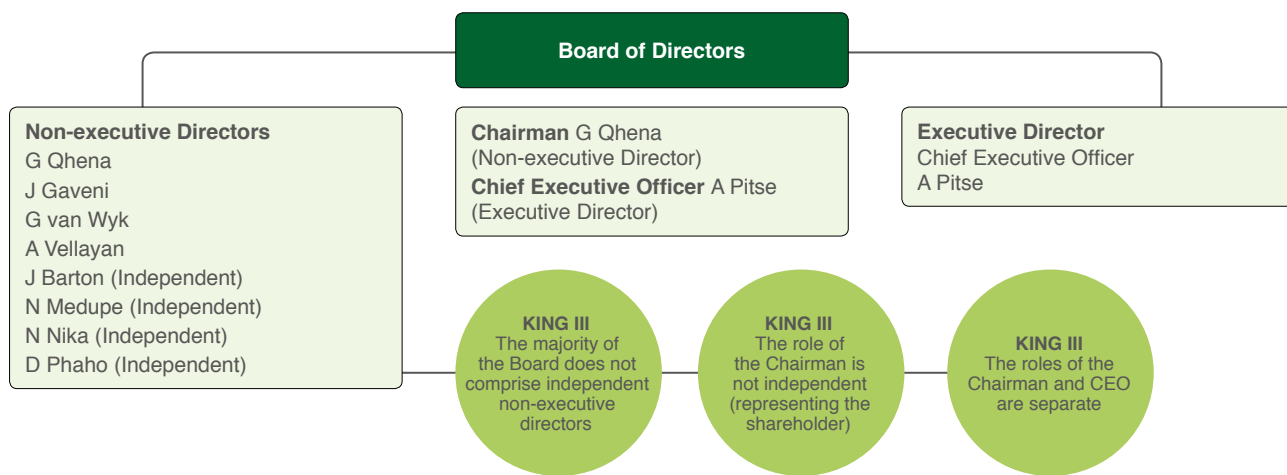 Board of Directors
Non-executive Directors
G Qhena
J Gaveni
G van Wyk
A Vellayan
J Barton (Independent)
N Medupe (Independent)
N Nika (Independent)
D Phaho (Independent)
Chairman G Qhena
(Non-executive Director)
Chief Executive Officer A Pitse
(Executive Director)
Executive Director
Chief Executive Officer
A Pitse
KING III
The majority of
the Board does not
comprise independent
non-executive
directors
KING III
The role of
the Chairman is
not independent
(representing the
shareholder)
KING III
The roles of the
Chairman and CEO
are separate